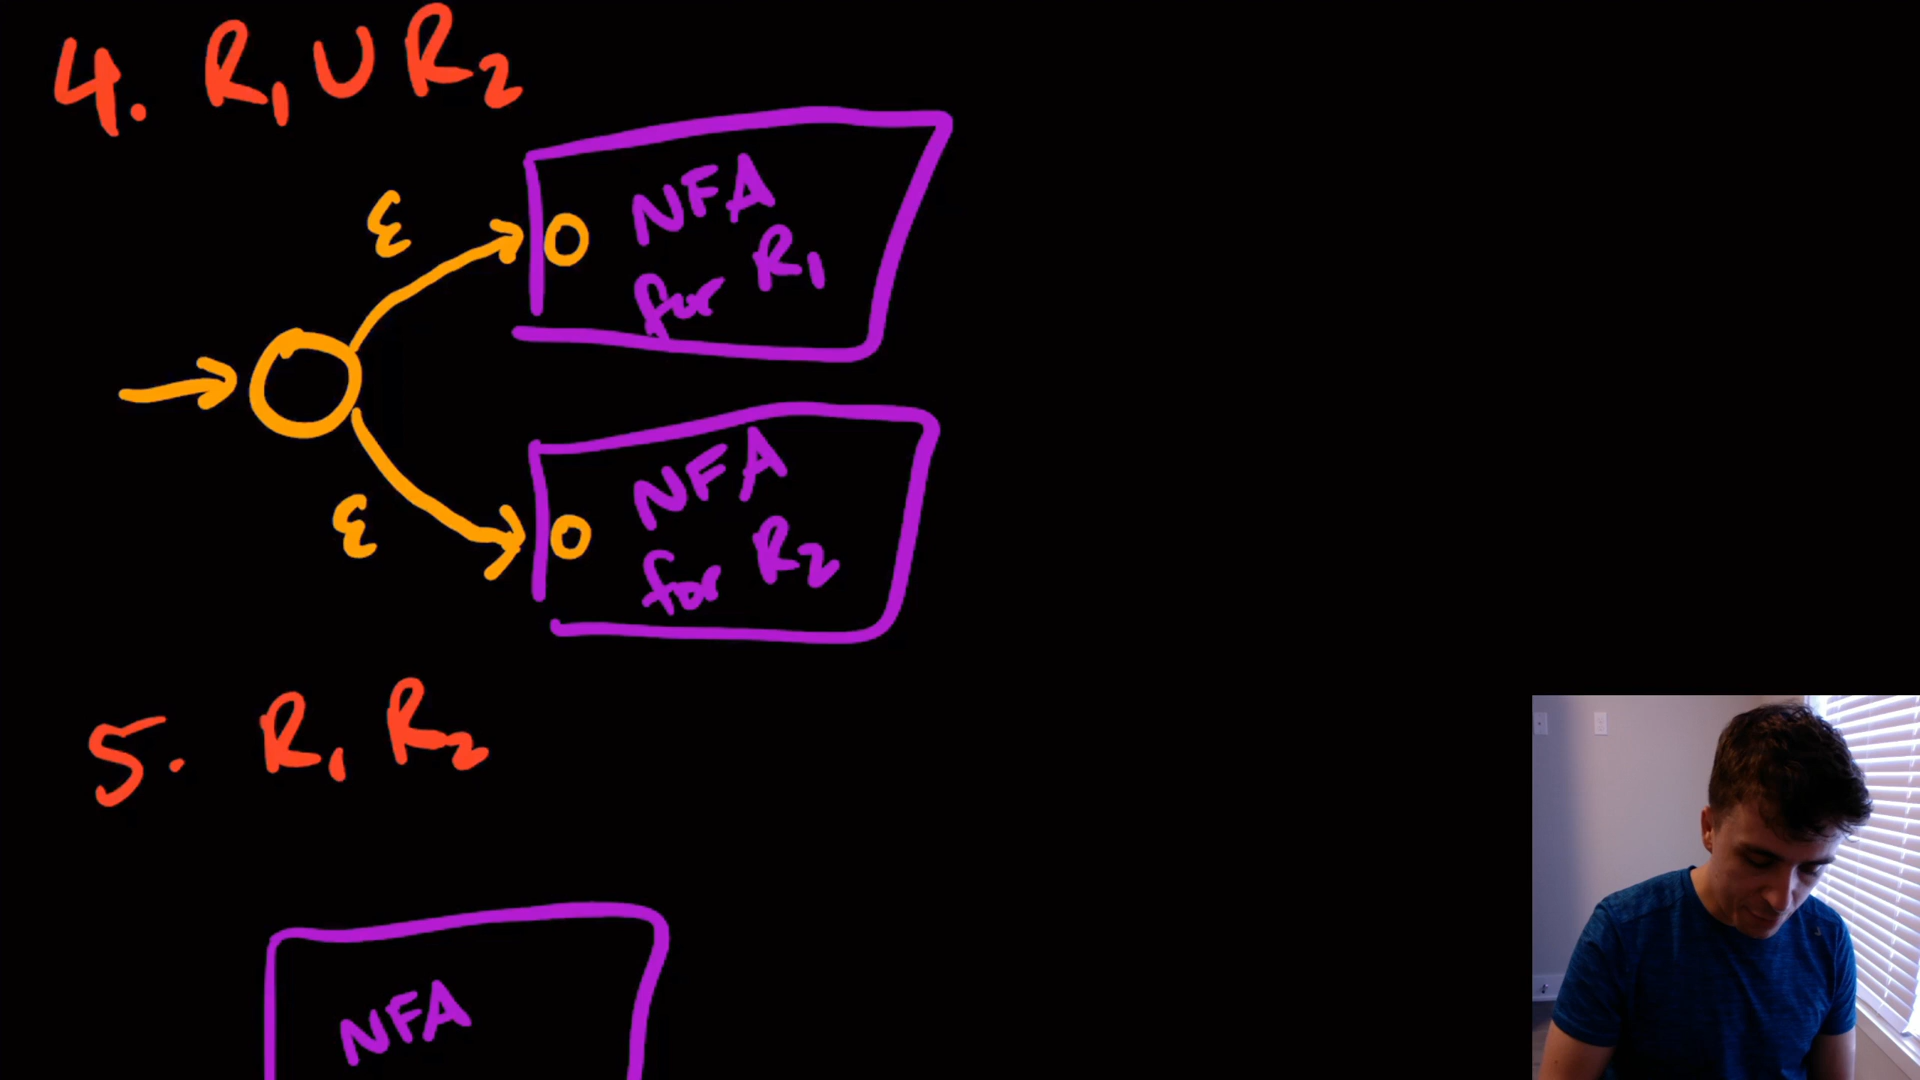 4. R₁ ∪ R₂
ε
NFA
for R₁
ε
NFA
for R₂
5. R₁ R₂
NFA